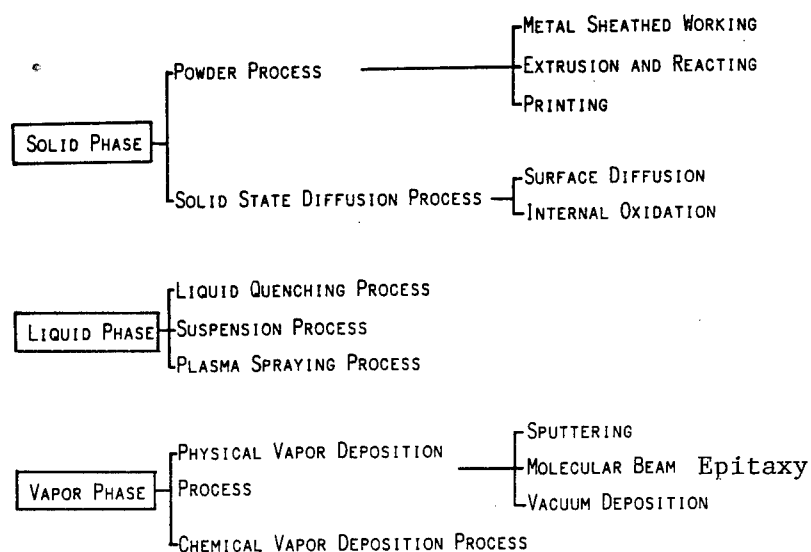 METAL SHEATHED WORKING
POWDER PROCESS
EXTRUSION AND REACTING
PRINTING
SOLID PHASE
SURFACE DIFFUSION
SOLID STATE DIFFUSION PROCESS
INTERNAL OXIDATION
LIQUID QUENCHING PROCESS
LIQUID PHASE
SUSPENSION PROCESS
PLASMA SPRAYING PROCESS
SPUTTERING
PHYSICAL VAPOR DEPOSITION
PROCESS
MOLECULAR BEAM Epitaxy
VAPOR PHASE
VACUUM DEPOSITION
CHEMICAL VAPOR DEPOSITION PROCESS